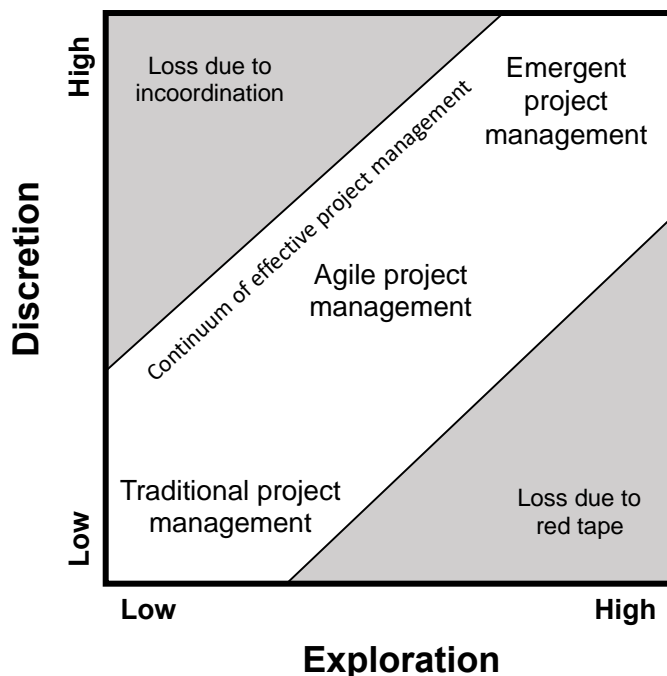 High
Loss due to
incoordination
Emergent
project
management
Continuum of effective project management
Discretion
Agile project
management
Traditional project
management
Loss due to
red tape
Low
Low
High
Exploration